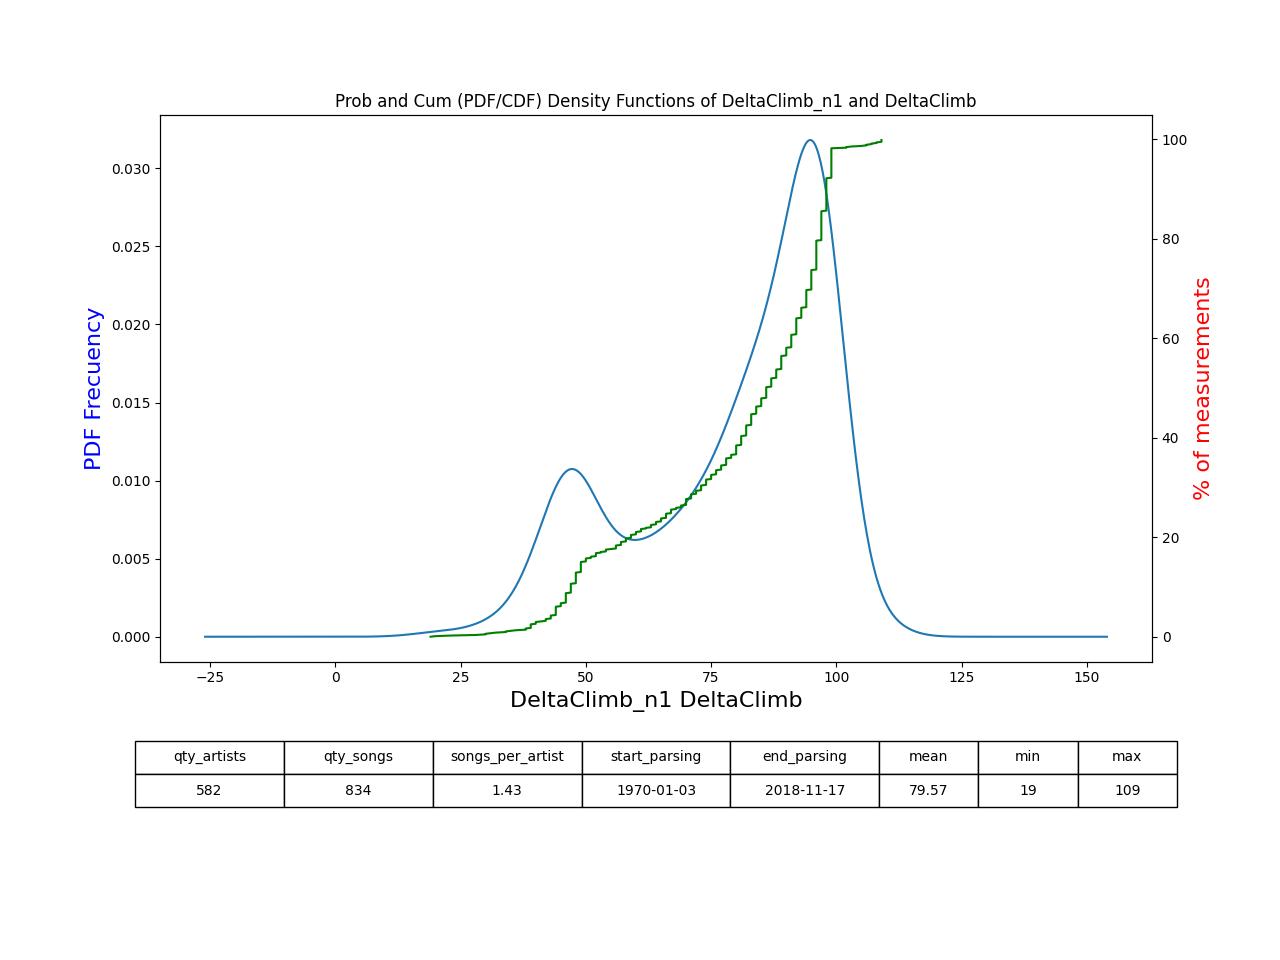 Prob and Cum (PDF/CDF) Density Functions of DeltaClimb_n1 and DeltaClimb
PDF Frecuency
0.030
0.025
0.020
0.015
0.010
0.005
0.000
100
80
60
40
20
0
% of measurements
−25 0 25 50 75 100 125 150
DeltaClimb_n1 DeltaClimb
qty_artists qty_songs songs_per_artist start_parsing end_parsing mean min max
582 834 1.43 1970-01-03 2018-11-17 79.57 19 109